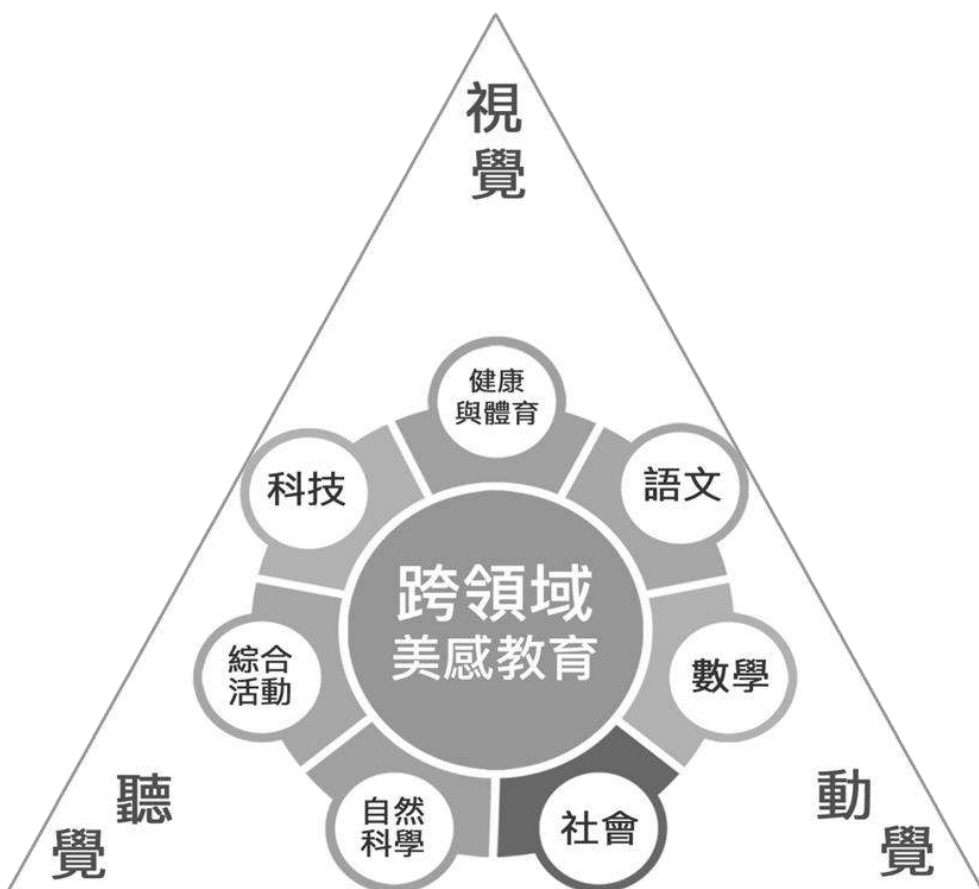 視
覺
健康
與體育
科技
語文
跨領域
美感教育
綜合
活動
數學
自然
科學
社會
聽
覺
動
覺